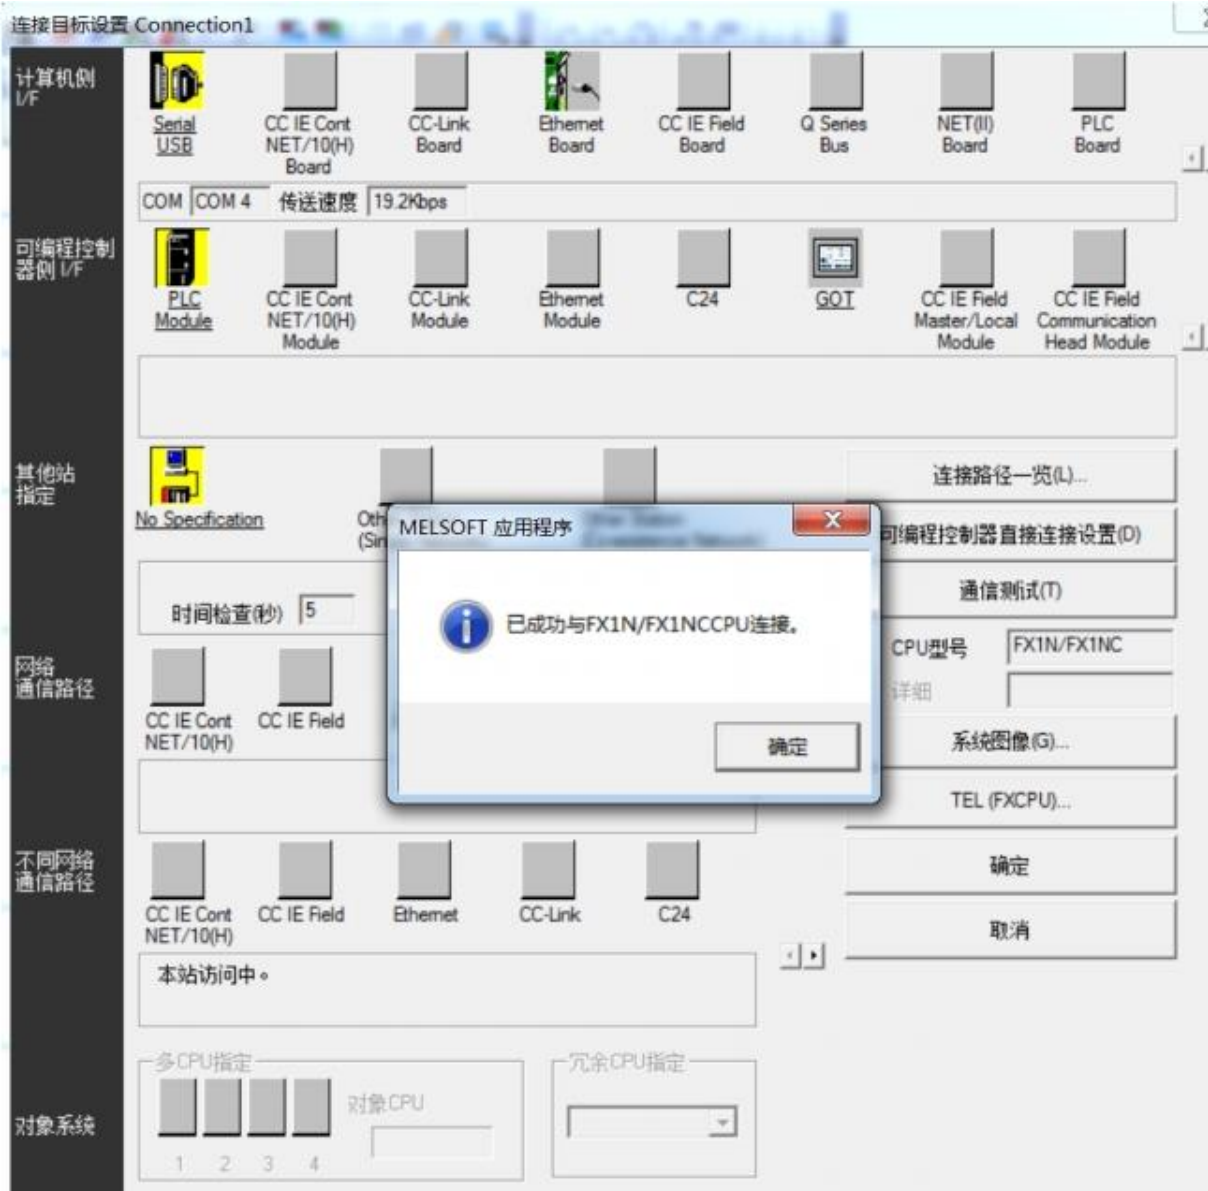 连接目标设置 Connection1
计算机侧
I/F
Serial
USB
CC IE Cont
NET/10(H)
Board
CC-Link
Board
Ethernet
Board
CC IE Field
Board
Q Series
Bus
NET(II)
Board
PLC
Board
COM COM 4 传送速度 19.2Kbps
可编程控制
器侧 I/F
PLC
Module
CC IE Cont
NET/10(H)
Module
CC-Link
Module
Ethernet
Module
C24
GOT
CC IE Field
Master/Local
Module
CC IE Field
Communication
Head Module
其他站
指定
No Specification
时间检查(秒) 5
连接路径一览(L)...
可编程控制器直接连接设置(D)
通信测试(T)
CPU型号 FX1N/FX1NC
详细
系统图像(G)...
TEL (FXCPU)...
确定
取消
MELSOFT 应用程序
已成功与FX1N/FX1NCCPU连接。
确定
网络
通信路径
CC IE Cont
NET/10(H)
CC IE Field
不同网络
通信路径
CC IE Cont
NET/10(H)
CC IE Field
Ethernet
CC-Link
C24
本站访问中。
对象系统
多CPU指定
1 2 3 4
对象CPU
冗余CPU指定